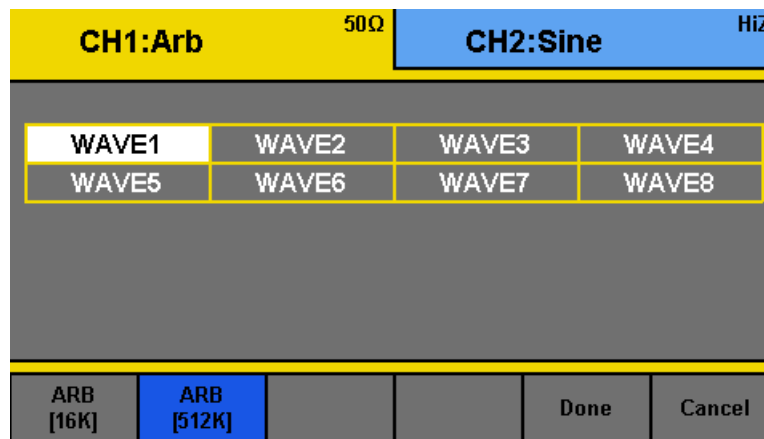 CH1:Arb 50Ω CH2:Sine HiZ
WAVE1 WAVE2 WAVE3 WAVE4
WAVE5 WAVE6 WAVE7 WAVE8
ARB [16K] ARB [512K] Done Cancel